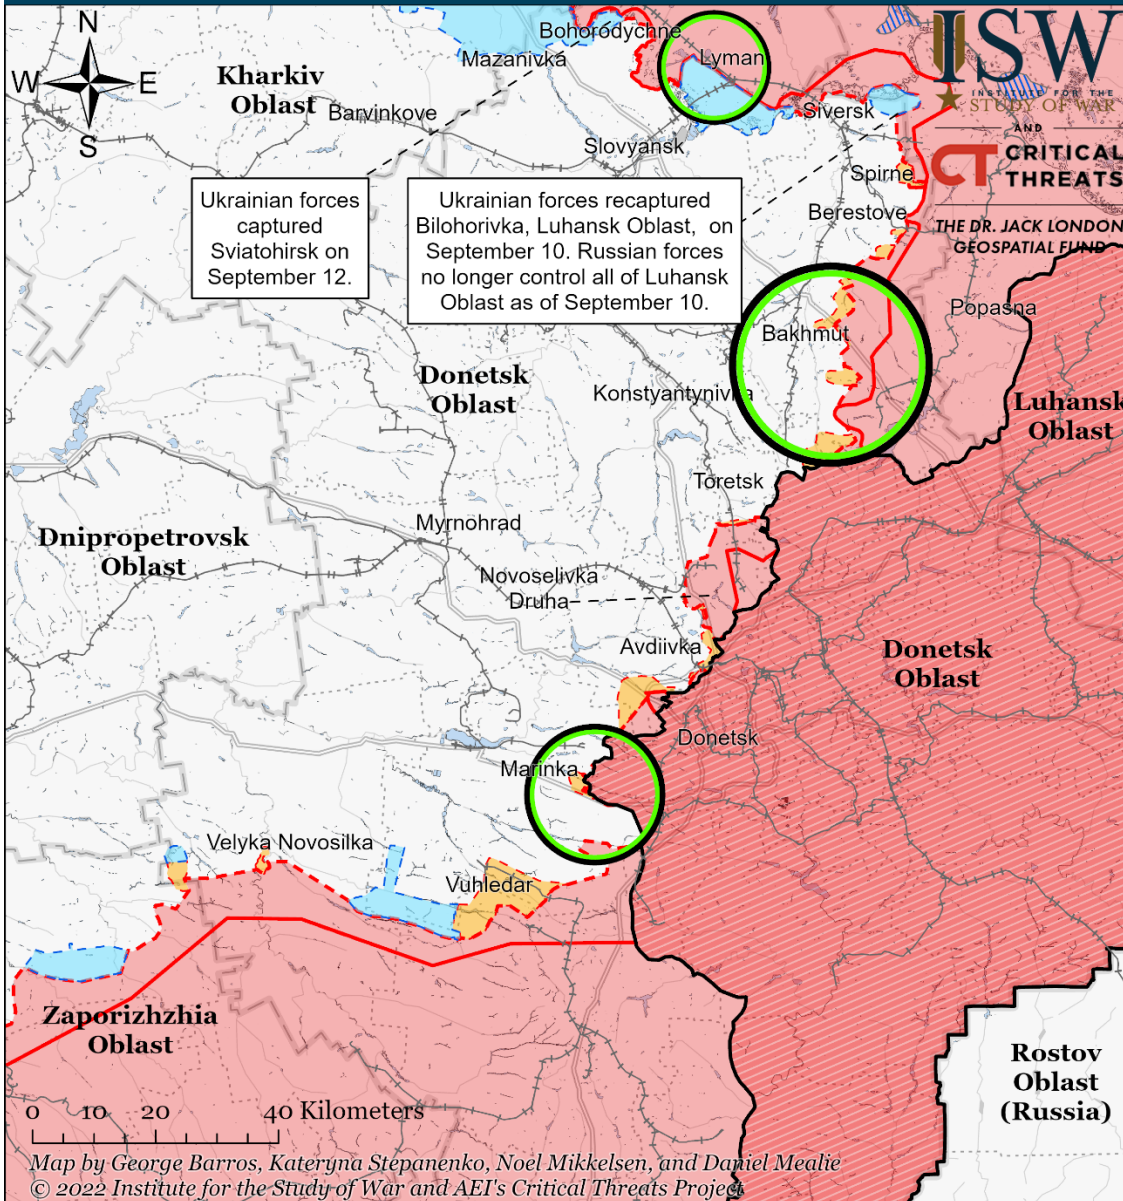 N
W
E
S
ISW
INSTITUTE FOR THE
STUDY OF WAR
AND
CT CRITICAL
THREATS
THE DR. JACK LONDON
GEOSPATIAL FUND
Bohorodychne
Mazanivka
Lyman
Kharkiv
Oblast
Barvinkove
Siversk
Slovyansk
Spirne
Berestove
Ukrainian forces
captured
Sviatohirsk on
September 12.
Ukrainian forces recaptured
Bilohorivka, Luhansk Oblast, on
September 10. Russian forces
no longer control all of Luhansk
Oblast as of September 10.
Popasna
Bakhmut
Donetsk
Oblast
Konstyantynivka
Luhansk
Oblast
Toretsk
Myrnohrad
Dnipropetrovsk
Oblast
Novoselivka
Druha
Avdiivka
Donetsk
Oblast
Donetsk
Marinka
Velyka Novosilka
Vuhledar
Zaporizhzhia
Oblast
Rostov
Oblast
(Russia)
0 10 20 40 Kilometers
Map by George Barros, Kateryna Stepanenko, Noel Mikkelsen, and Daniel Mealie
© 2022 Institute for the Study of War and AEI's Critical Threats Project